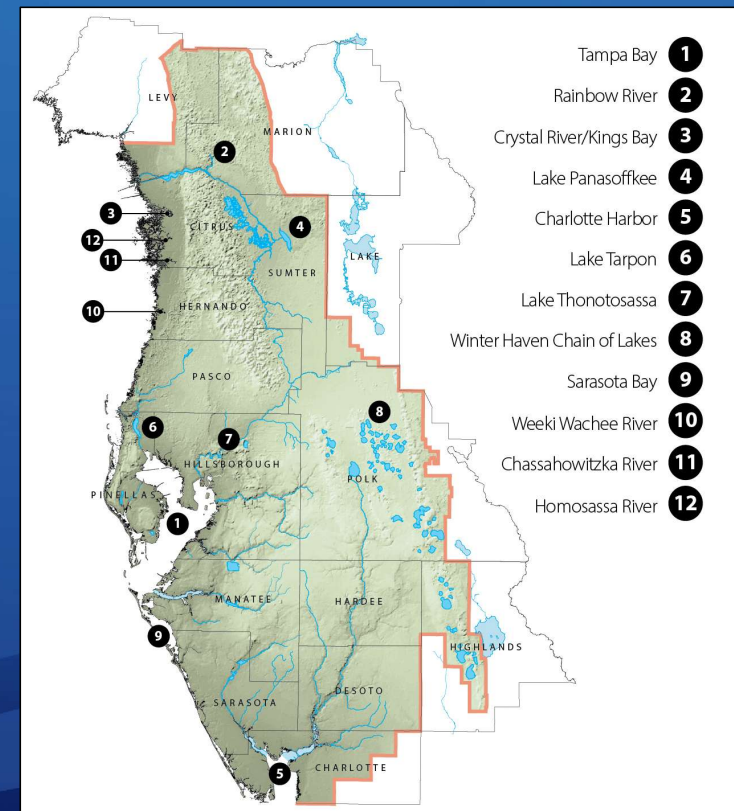 Tampa Bay 1
Rainbow River 2
Crystal River/Kings Bay 3
Lake Panasoffkee 4
Charlotte Harbor 5
Lake Tarpon 6
Lake Thonotosassa 7
Winter Haven Chain of Lakes 8
Sarasota Bay 9
Weeki Wachee River 10
Chassahowitzka River 11
Homosassa River 12
LEVY
MARION
2
3
CITRUS
4
12
11
LAKE
SUMTER
10
HERNANDO
PASCO
8
6
7
HILLSBOROUGH
POLK
PINELLAS
1
MANATEE
HARDEE
9
HIGHLANDS
DESOTO
SARASOTA
CHARLOTTE
5